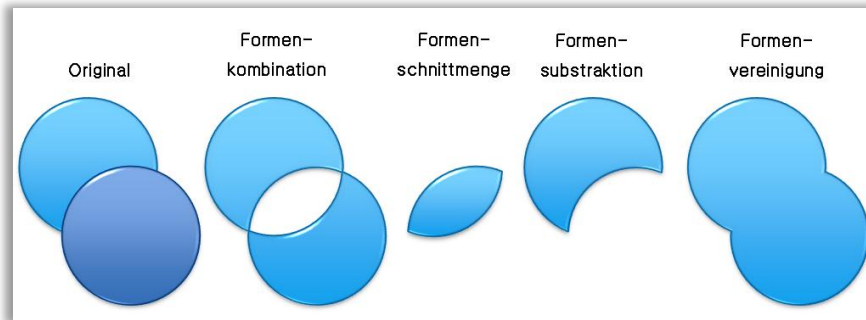 Original
Formen-
kombination
Formen-
schnittmenge
Formen-
substraktion
Formen-
vereinigung